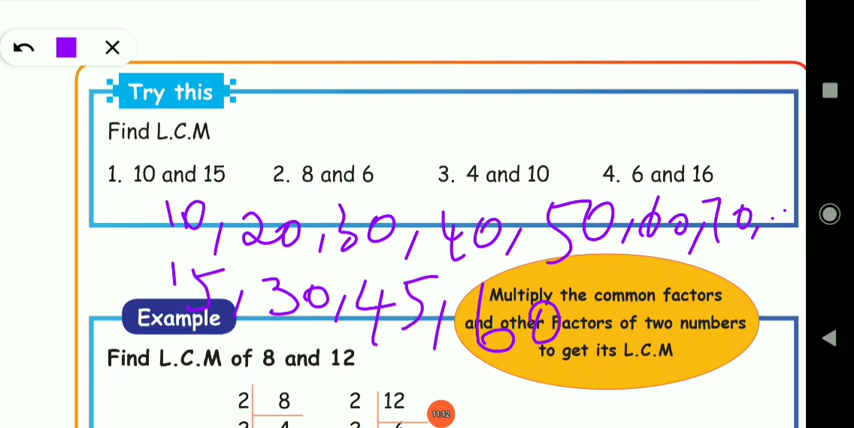 Try this
Find L.C.M
1. 10 and 15 2. 8 and 6 3. 4 and 10 4. 6 and 16
10, 20, 30, 40, 50, 60, 70, ...
15, 30, 45, 60
Multiply the common factors
and other Factors of two numbers
to get its L.C.M
Example
Find L.C.M of 8 and 12
2 8 2 12
11:12